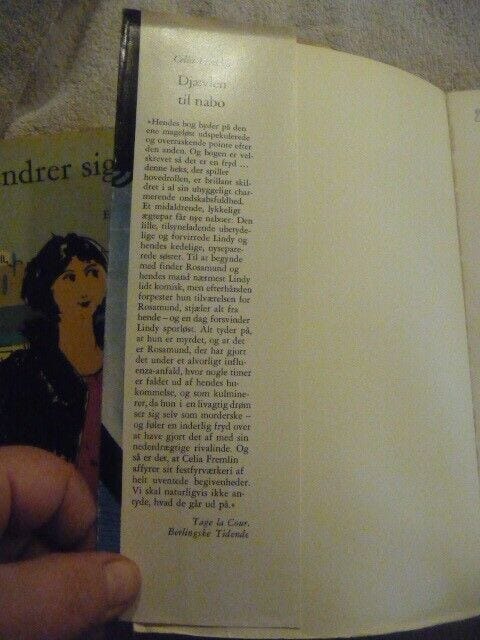 Celia Fremlin
Djævlen
til nabo
»Hendes bog byder på den
ene mageløst udspekulerede
og overraskende pointe efter
den anden. Og bogen er vel-
skrevet så det er en fryd ...
denne heks, der spiller
hovedrollen, er brillant skil-
dret i al sin uhyggeligt char-
merende ondskabsfuldhed.
Et midaldrende, lykkeligt
ægtepar får nye naboer: Den
lille, tilsyneladende ubetyde-
lige og forvirrede Lindy og
hendes kedelige, nysepare-
rede søster. Til at begynde
med finder Rosamund og
hendes mand nærmest Lindy
lidt komisk, men efterhånden
forpester hun tilværelsen for
Rosamund, stjæler alt fra
hende – og en dag forsvinder
Lindy sporløst. Alt tyder på,
at hun er myrdet, og at det
er Rosamund, der har gjort
det under et alvorligt influ-
enza-anfald, hvor nogle timer
er faldet ud af hendes hu-
kommelse, og som kulmine-
rer, da hun i en livagtig drøm
ser sig selv som morderske –
og føler en inderlig fryd over
at have gjort det af med sin
nederdrægtige rivalinde. Og
så er det, at Celia Fremlin
affyrer sit festfyrværkeri af
helt uventede begivenheder.
Vi skal naturligvis ikke an-
tyde, hvad de går ud på.«
Tage la Cour,
Berlingske Tidende
ndrer sig